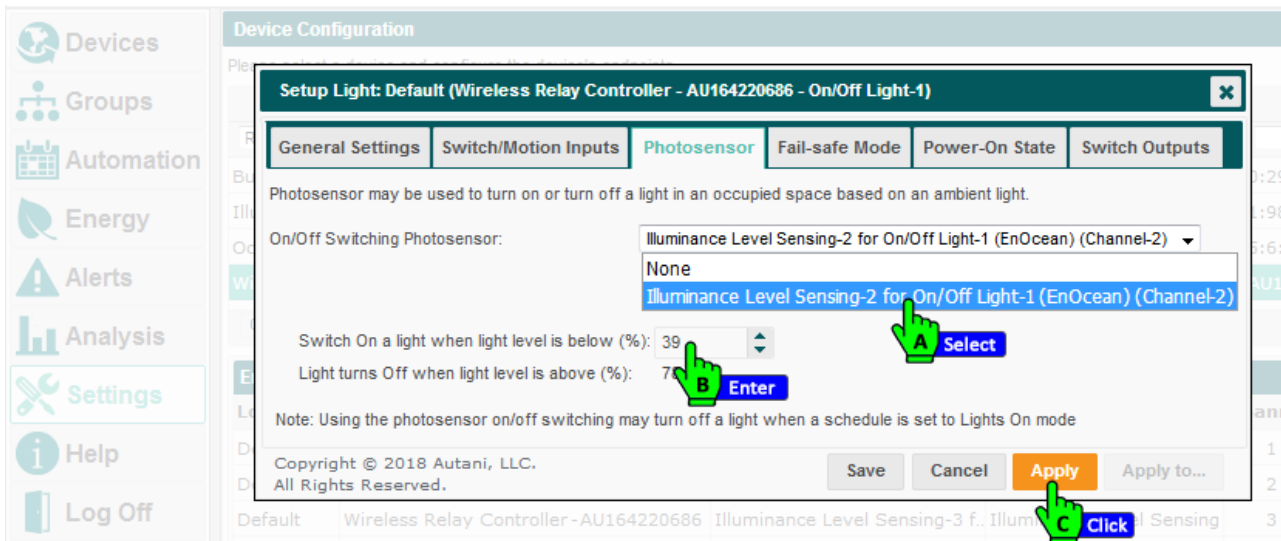 Devices
Groups
Automation
Energy
Alerts
Analysis
Settings
Help
Log Off
Device Configuration
Setup Light: Default (Wireless Relay Controller - AU164220686 - On/Off Light-1)
General Settings Switch/Motion Inputs Photosensor Fail-safe Mode Power-On State Switch Outputs
Photosensor may be used to turn on or turn off a light in an occupied space based on an ambient light.
On/Off Switching Photosensor: Illuminance Level Sensing-2 for On/Off Light-1 (EnOcean) (Channel-2)
None
Illuminance Level Sensing-2 for On/Off Light-1 (EnOcean) (Channel-2)
A Select
Switch On a light when light level is below (%): 39
B Enter
Light turns Off when light level is above (%):
Note: Using the photosensor on/off switching may turn off a light when a schedule is set to Lights On mode
Copyright © 2018 Autani, LLC.
All Rights Reserved.
Save Cancel Apply Apply to...
C Click
Default Wireless Relay Controller - AU164220686 Illuminance Level Sensing-3 f.. Sensing 3